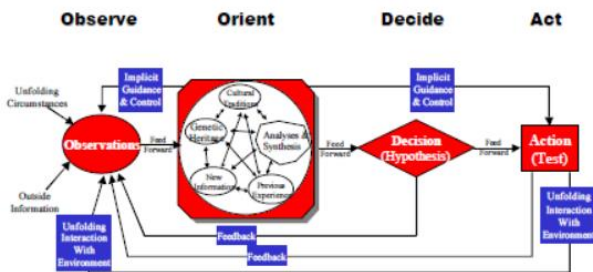 Observe Orient Decide Act
Implicit
Guidance
& Control
Implicit
Guidance
& Control
Unfolding
Circumstances
Observations
Outside
Information
Feed
Forward
Cultural
Traditions
Genetic
Heritage
Analyses &
Synthesis
New
Information
Previous
Experience
Feed
Forward
Decision
(Hypothesis)
Feed
Forward
Action
(Test)
Unfolding
Interaction
With
Environment
Feedback
Feedback
Unfolding
Interaction
With
Environment